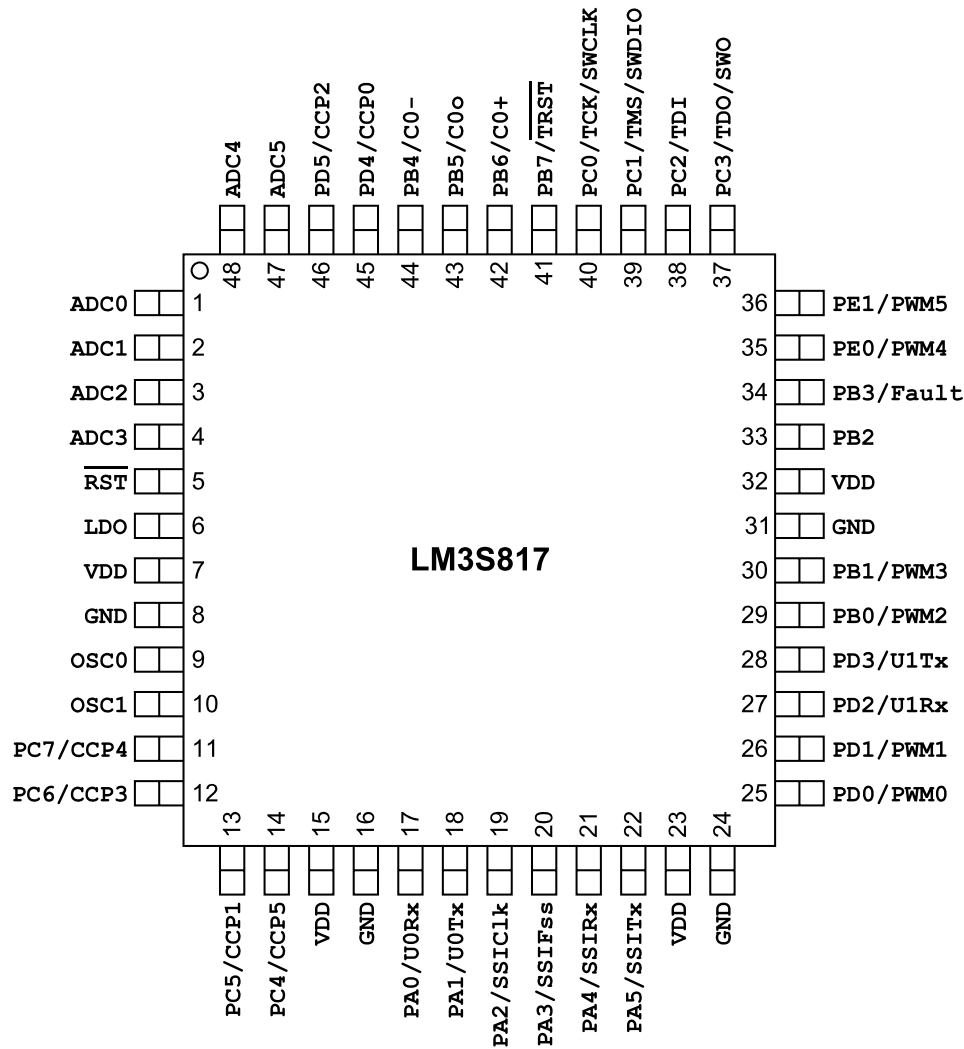 ADC4
ADC5
PD5/CCP2
PD4/CCP0
PB4/C0-
PB5/C0o
PB6/C0+
PB7/TRST
PC0/TCK/SWCLK
PC1/TMS/SWDIO
PC2/TDI
PC3/TDO/SWO
48
47
46
45
44
43
42
41
40
39
38
37
ADC0 1
ADC1 2
ADC2 3
ADC3 4
RST 5
LDO 6
VDD 7
GND 8
OSC0 9
OSC1 10
PC7/CCP4 11
PC6/CCP3 12
LM3S817
36 PE1/PWM5
35 PE0/PWM4
34 PB3/Fault
33 PB2
32 VDD
31 GND
30 PB1/PWM3
29 PB0/PWM2
28 PD3/U1Tx
27 PD2/U1Rx
26 PD1/PWM1
25 PD0/PWM0
13
14
15
16
17
18
19
20
21
22
23
24
PC5/CCP1
PC4/CCP5
VDD
GND
PA0/U0Rx
PA1/U0Tx
PA2/SSIClk
PA3/SSIFss
PA4/SSIRx
PA5/SSITx
VDD
GND